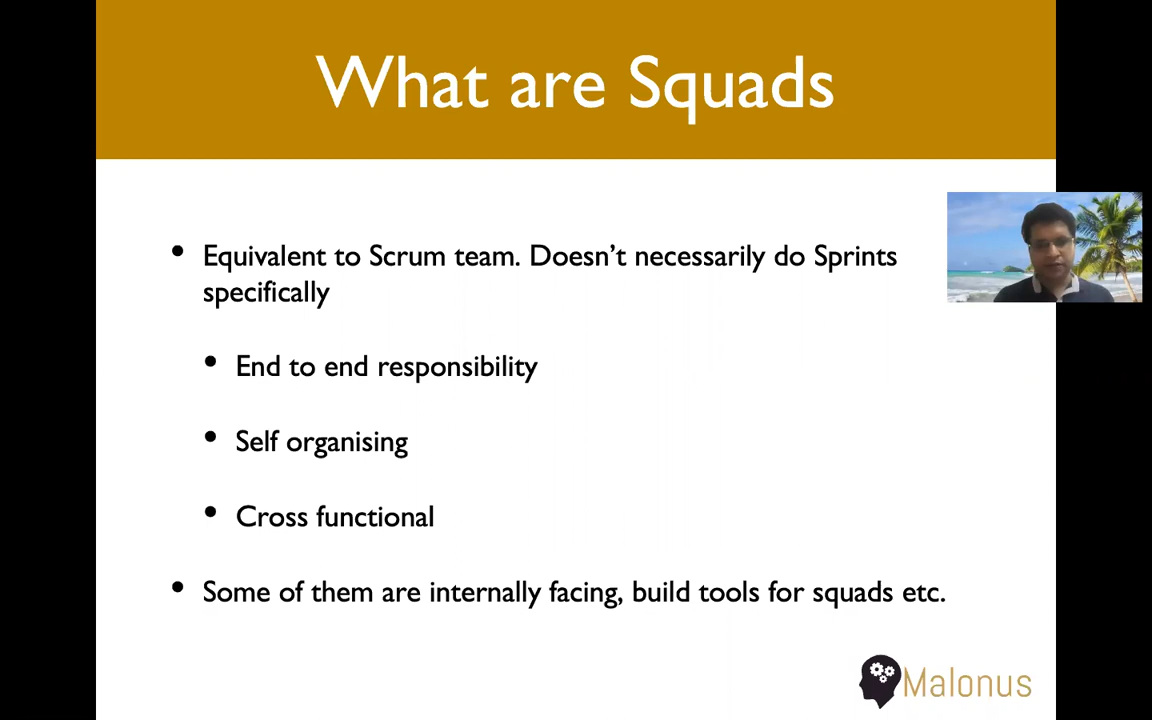 What are Squads
• Equivalent to Scrum team. Doesn't necessarily do Sprints
specifically
• End to end responsibility
• Self organising
• Cross functional
• Some of them are internally facing, build tools for squads etc.
Malonus